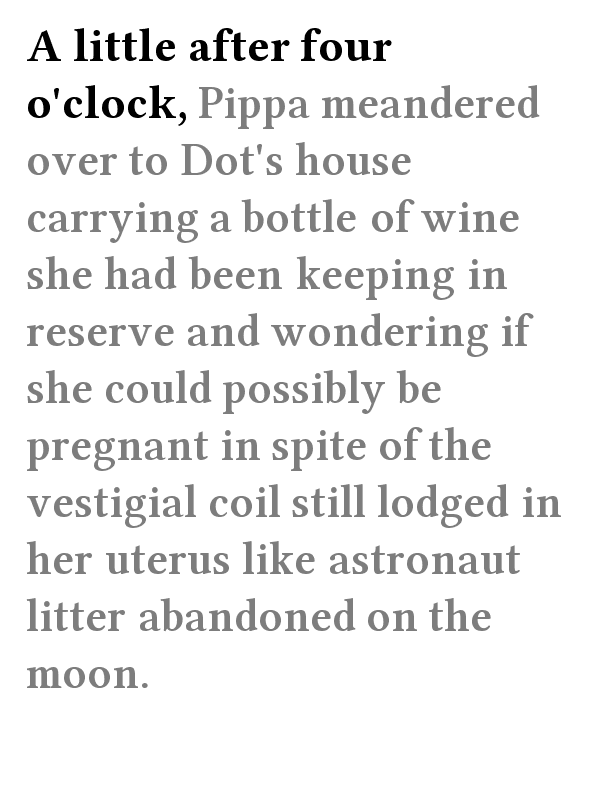 A little after four
o'clock, Pippa meandered
over to Dot's house
carrying a bottle of wine
she had been keeping in
reserve and wondering if
she could possibly be
pregnant in spite of the
vestigial coil still lodged in
her uterus like astronaut
litter abandoned on the
moon.